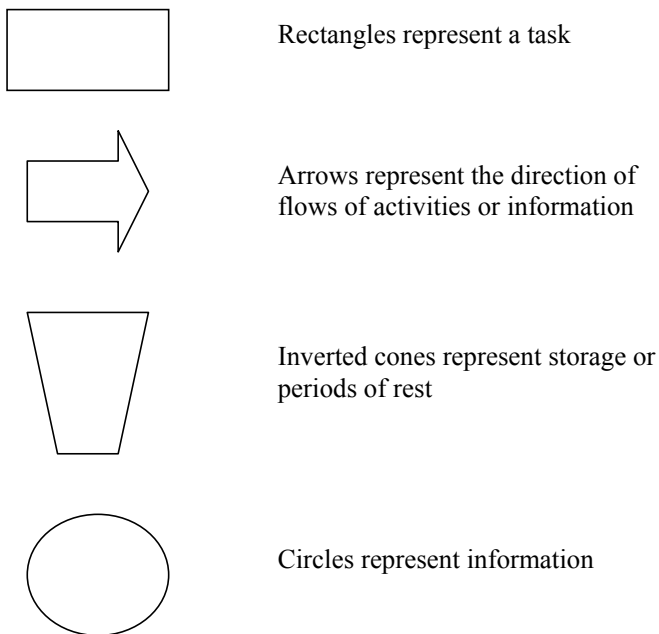 Rectangles represent a task
Arrows represent the direction of
flows of activities or information
Inverted cones represent storage or
periods of rest
Circles represent information